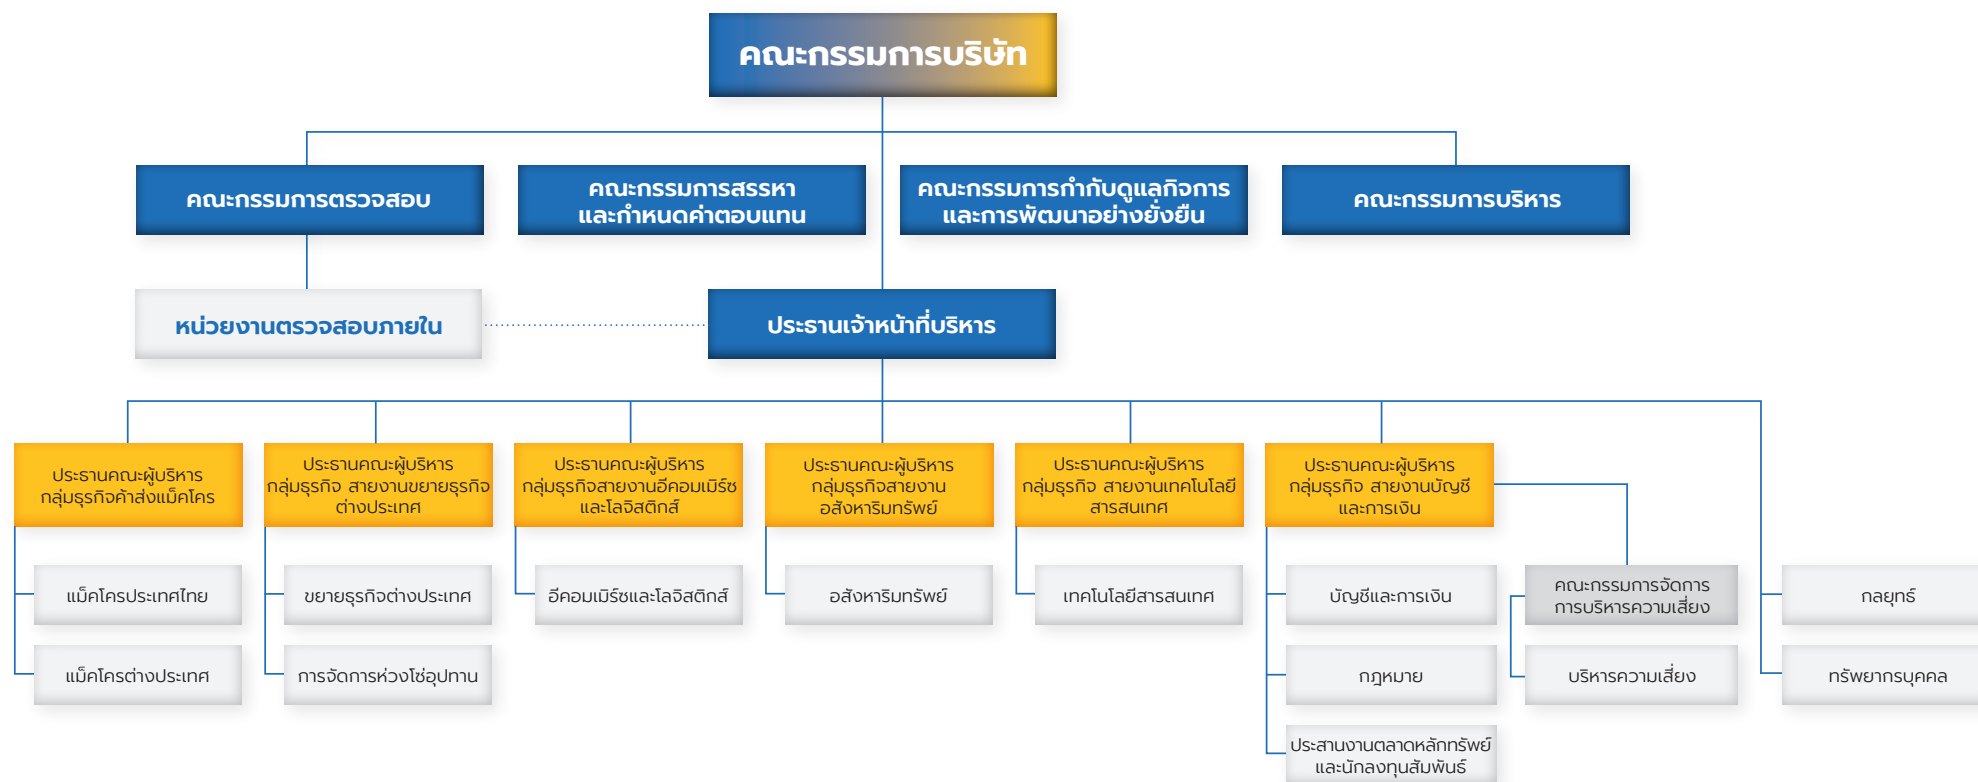 คณะกรรมการบริษัท
คณะกรรมการตรวจสอบ
คณะกรรมการสรรหา
และกำหนดค่าตอบแทน
คณะกรรมการกำกับดูแลกิจการ
และการพัฒนาอย่างยั่งยืน
คณะกรรมการบริหาร
หน่วยงานตรวจสอบภายใน
ประธานเจ้าหน้าที่บริหาร
ประธานคณะผู้บริหาร
กลุ่มธุรกิจค้าส่งแม็คโคร
ประธานคณะผู้บริหาร
กลุ่มธุรกิจ สายงานขยายธุรกิจ
ต่างประเทศ
ประธานคณะผู้บริหาร
กลุ่มธุรกิจสายงานอีคอมเมิร์ซ
และโลจิสติกส์
ประธานคณะผู้บริหาร
กลุ่มธุรกิจสายงาน
อสังหาริมทรัพย์
ประธานคณะผู้บริหาร
กลุ่มธุรกิจ สายงานเทคโนโลยี
สารสนเทศ
ประธานคณะผู้บริหาร
กลุ่มธุรกิจ สายงานบัญชี
และการเงิน
แม็คโครประเทศไทย
ขยายธุรกิจต่างประเทศ
อีคอมเมิร์ซและโลจิสติกส์
อสังหาริมทรัพย์
เทคโนโลยีสารสนเทศ
บัญชีและการเงิน
คณะกรรมการจัดการ
การบริหารความเสี่ยง
กลยุทธ์
แม็คโครต่างประเทศ
การจัดการห่วงโซ่อุปทาน
กฎหมาย
บริหารความเสี่ยง
ทรัพยากรบุคคล
ประสานงานตลาดหลักทรัพย์
และนักลงทุนสัมพันธ์